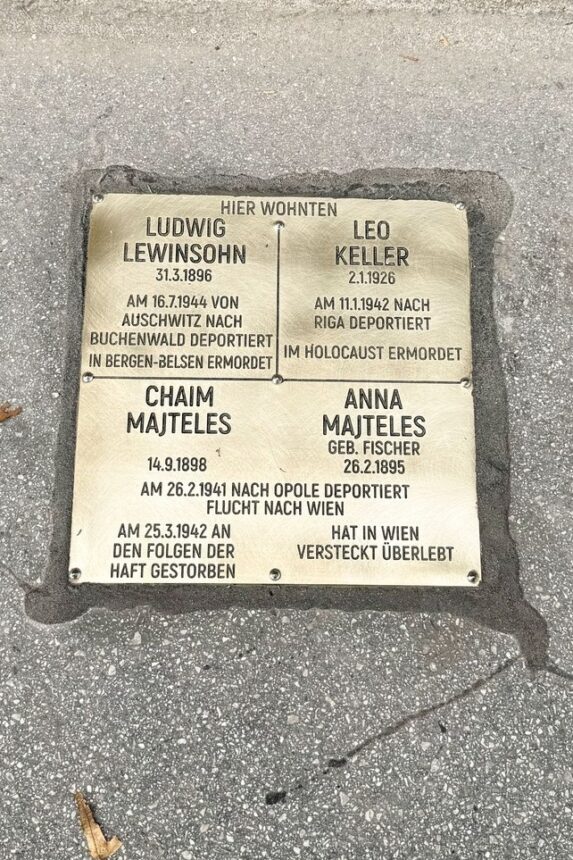 HIER WOHNTEN
LUDWIG
LEWINSOHN
31.3.1896
AM 16.7.1944 VON
AUSCHWITZ NACH
BUCHENWALD DEPORTIERT
IN BERGEN-BELSEN ERMORDET
LEO
KELLER
2.1.1926
AM 11.1.1942 NACH
RIGA DEPORTIERT
IM HOLOCAUST ERMORDET
CHAIM
MAJTELES
14.9.1898
ANNA
MAJTELES
GEB. FISCHER
26.2.1895
AM 26.2.1941 NACH OPOLE DEPORTIERT
FLUCHT NACH WIEN
AM 25.3.1942 AN
DEN FOLGEN DER
HAFT GESTORBEN
HAT IN WIEN
VERSTECKT ÜBERLEBT